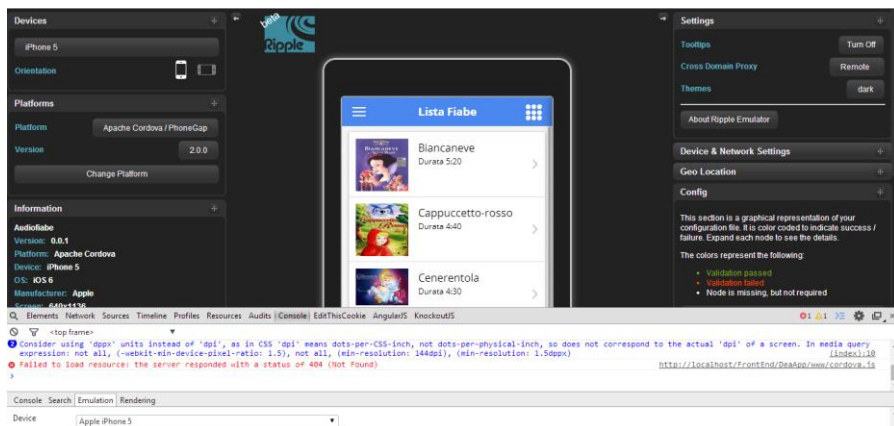 Devices
iPhone 5
Orientation
Platforms
Platform Apache Cordova / PhoneGap
Version 2.0.0
Change Platform
Information
Audiofiabe
Version: 0.0.1
Platform: Apache Cordova
Device: iPhone 5
OS: iOS 6
Manufacturer: Apple
Screen: 640x1136
beta
Ripple
Lista Fiabe
Biancaneve
Durata 5:20
Cappuccetto-rosso
Durata 4:40
Cenerentola
Durata 4:30
Settings
Tooltips Turn Off
Cross Domain Proxy Remote
Themes dark
About Ripple Emulator
Device & Network Settings
Geo Location
Config
This section is a graphical representation of your
configuration file. It is color coded to indicate success /
failure. Expand each node to see the details.
The colors represent the following:
Validation passed
Validation failed
Node is missing, but not required
Elements Network Sources Timeline Profiles Resources Audits Console EditThisCookie AngularJS KnockoutJS 1 1
<top frame>
2 Consider using 'dppx' units instead of 'dpi', as in CSS 'dpi' means dots-per-CSS-inch, not dots-per-physical-inch, so does not correspond to the actual 'dpi' of a screen. In media query
expression: not all, (-webkit-min-device-pixel-ratio: 1.5), not all, (min-resolution: 144dpi), (min-resolution: 1.5dppx) (index):10
Failed to load resource: the server responded with a status of 404 (Not Found) http://localhost/FrontEnd/DeaApp/www/cordova.js
>
Console Search Emulation Rendering
Device Apple iPhone 5